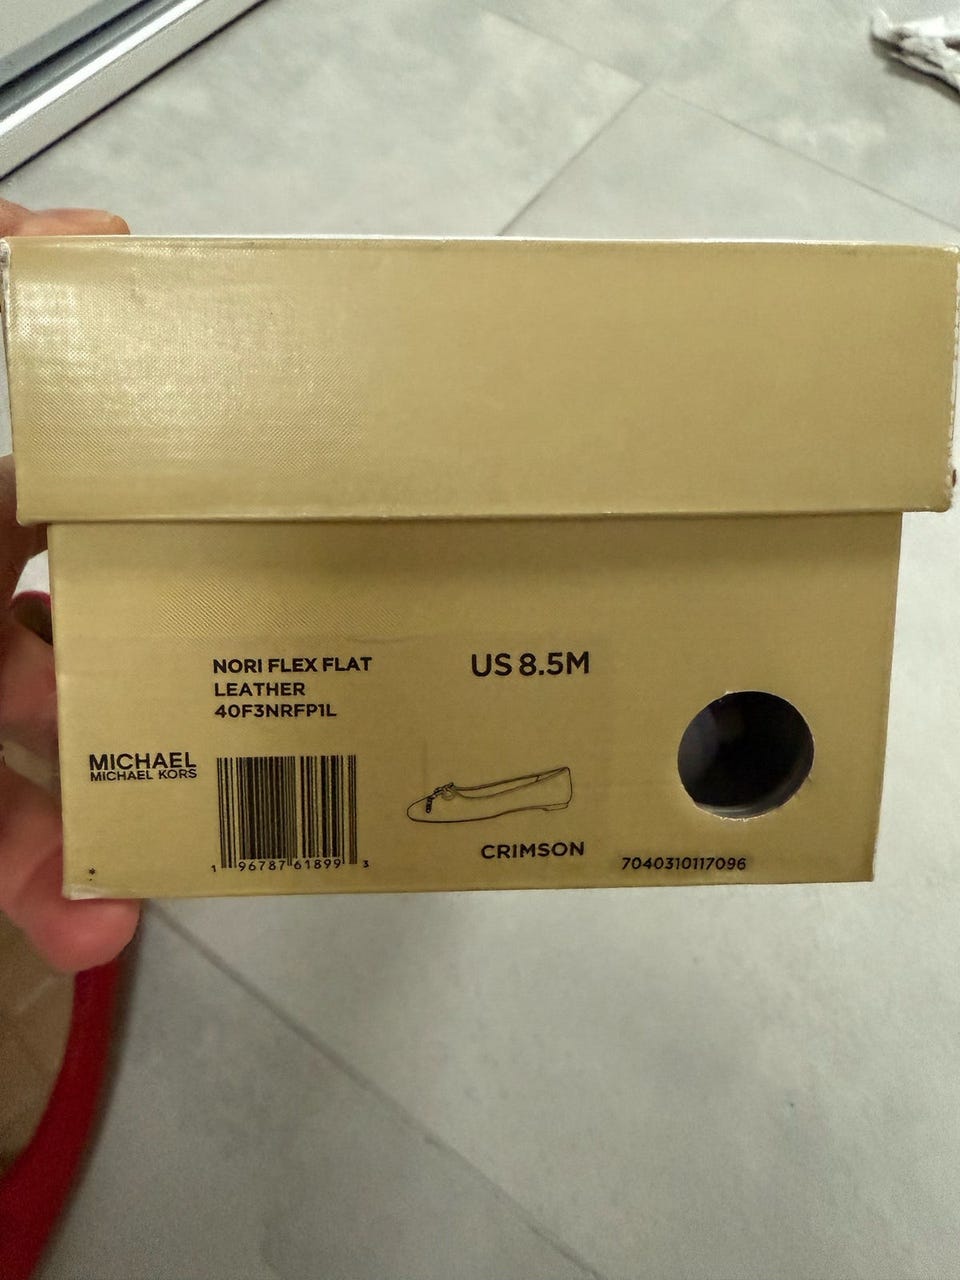 NORI FLEX FLAT
LEATHER
40F3NRFP1L
US 8.5M
MICHAEL
MICHAEL KORS
1 96787 61899 3
CRIMSON
7040310117096
*